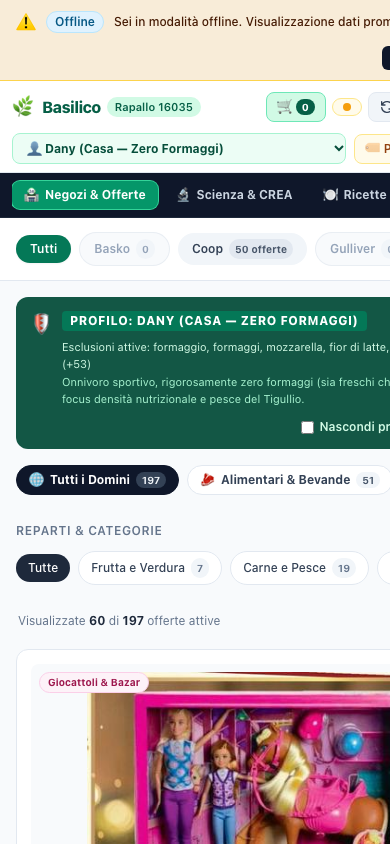 Offline Sei in modalità offline. Visualizzazione dati
Basilico Rapallo 16035 0
Dany (Casa — Zero Formaggi)
Negozi & Offerte Scienza & CREA Ricette
Tutti Basko 0 Coop 50 offerte Gulliver
PROFILO: DANY (CASA — ZERO FORMAGGI)
Esclusioni attive: formaggio, formaggi, mozzarella, fior di latte,
(+53)
Onnivoro sportivo, rigorosamente zero formaggi (sia freschi
focus densità nutrizionale e pesce del Tigullio.
Nascondi
Tutti i Domini 197 Alimentari & Bevande 51
REPARTI & CATEGORIE
Tutte Frutta e Verdura 7 Carne e Pesce 19
Visualizzate 60 di 197 offerte attive
Giocattoli & Bazar